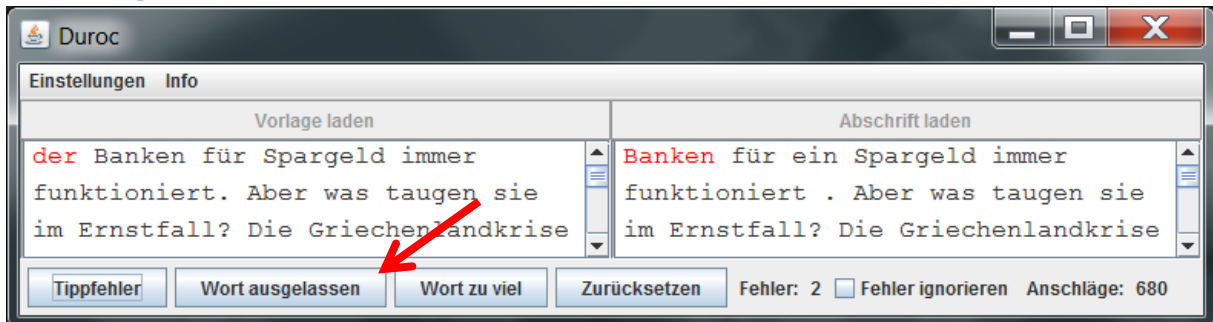 Duroc
Einstellungen Info
Vorlage laden
Abschrift laden
der Banken für Spargeld immer
funktioniert. Aber was taugen sie
im Ernstfall? Die Griechenlandkrise
Banken für ein Spargeld immer
funktioniert . Aber was taugen sie
im Ernstfall? Die Griechenlandkrise
Tippfehler Wort ausgelassen Wort zu viel Zurücksetzen Fehler: 2 Fehler ignorieren Anschläge: 680